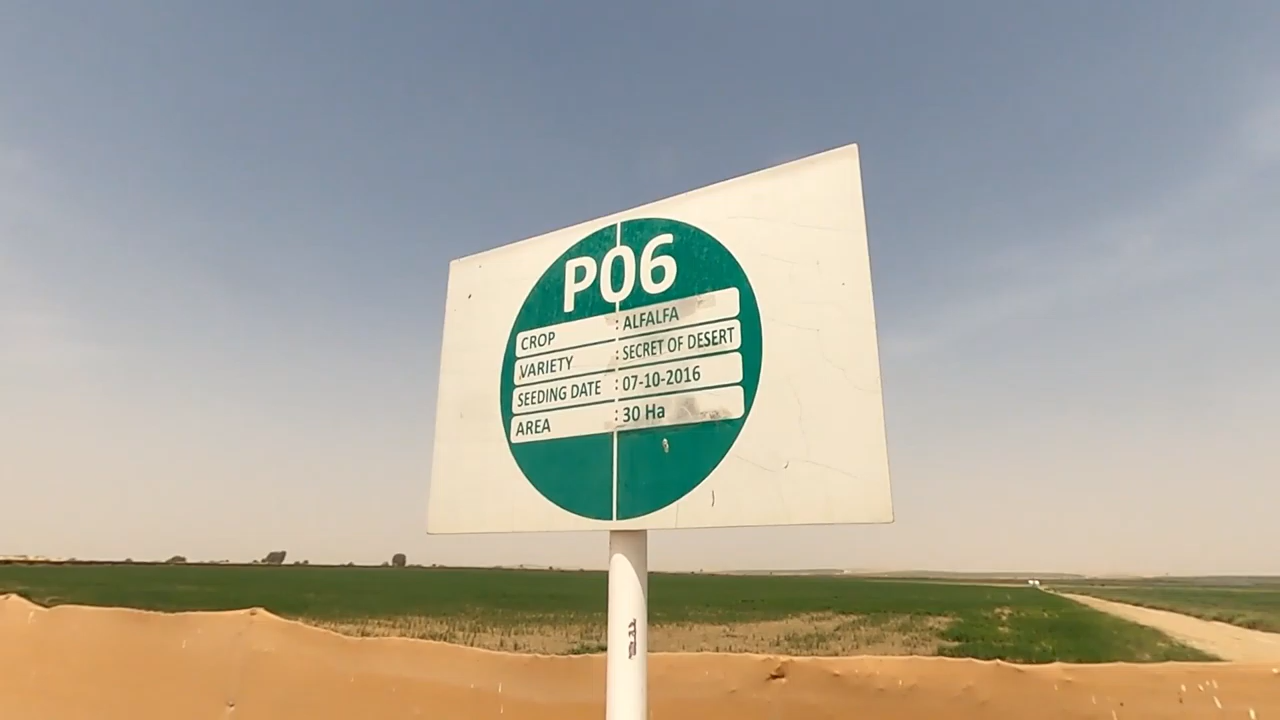 P06
CROP : ALFALFA
VARIETY : SECRET OF DESERT
SEEDING DATE : 07-10-2016
AREA : 30 Ha